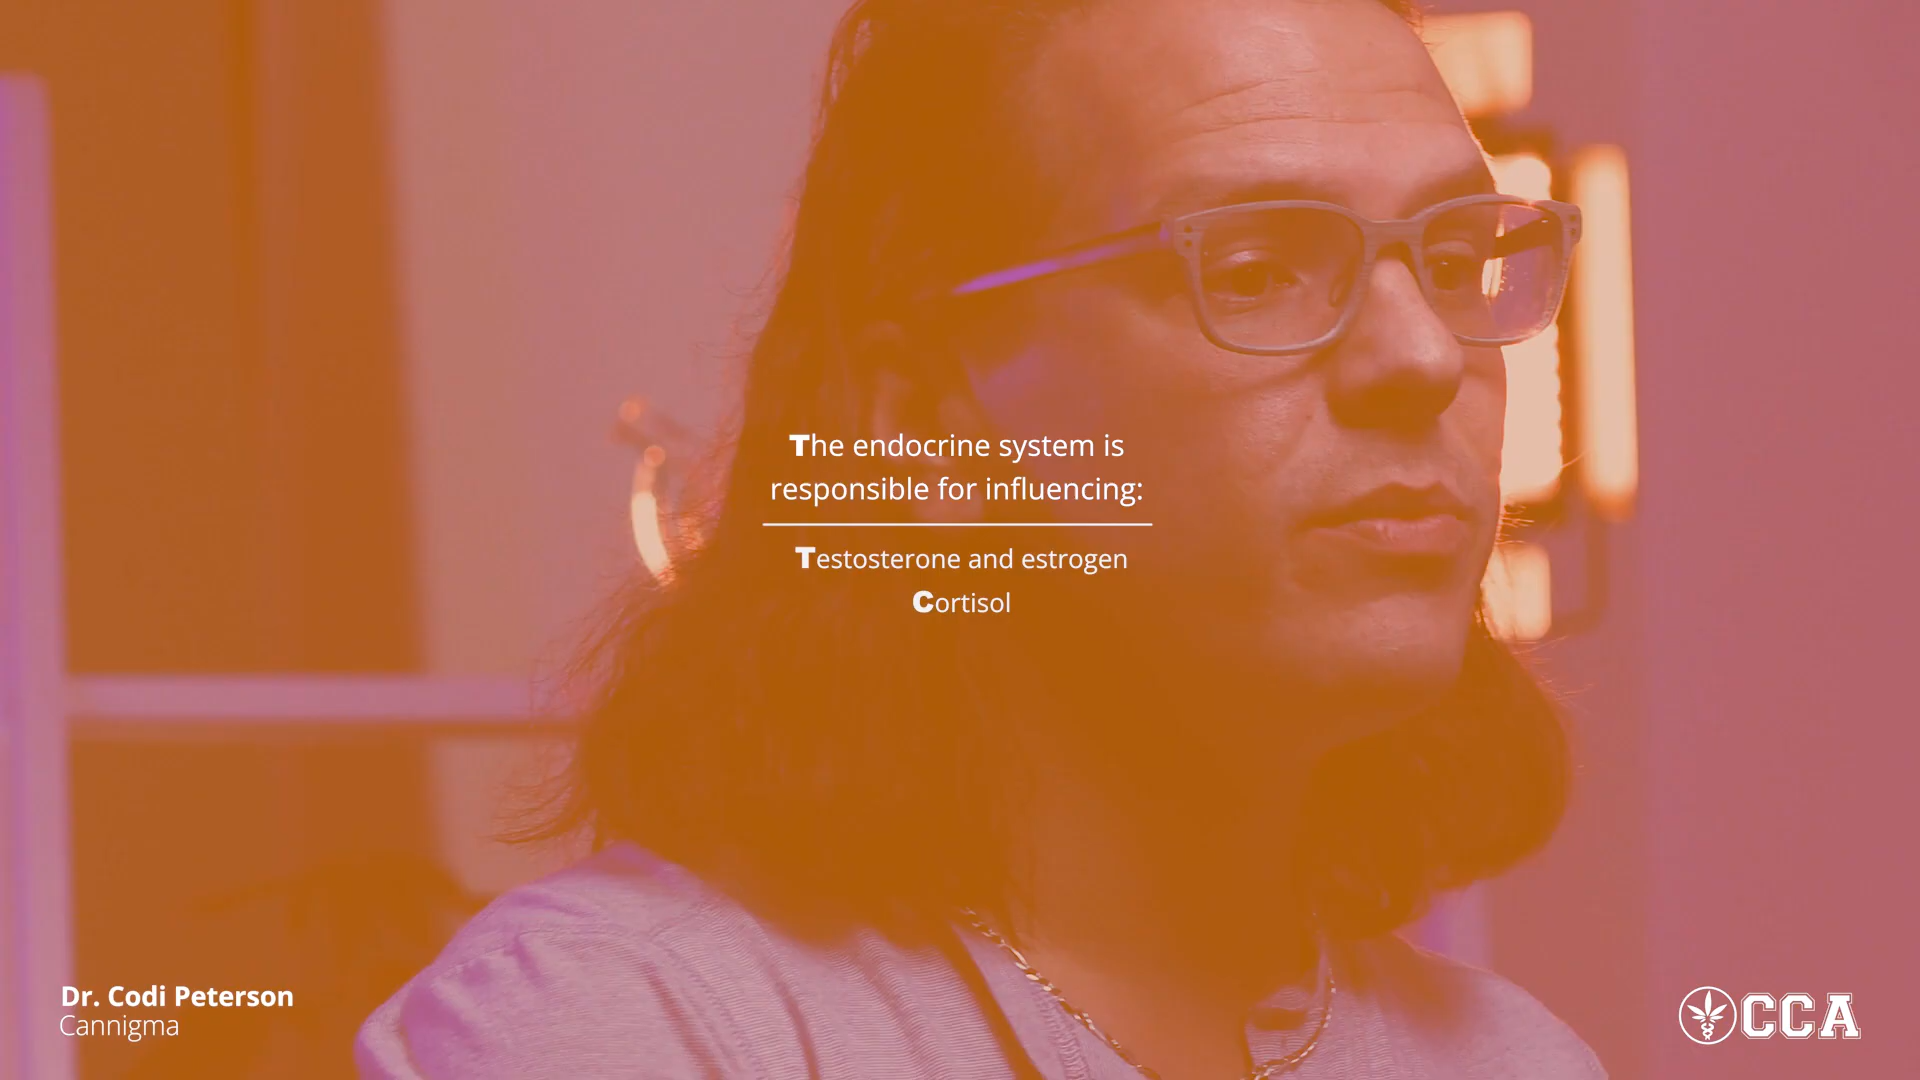 The endocrine system is
responsible for influencing:
Testosterone and estrogen
Cortisol
Dr. Codi Peterson
Cannigma
CCA